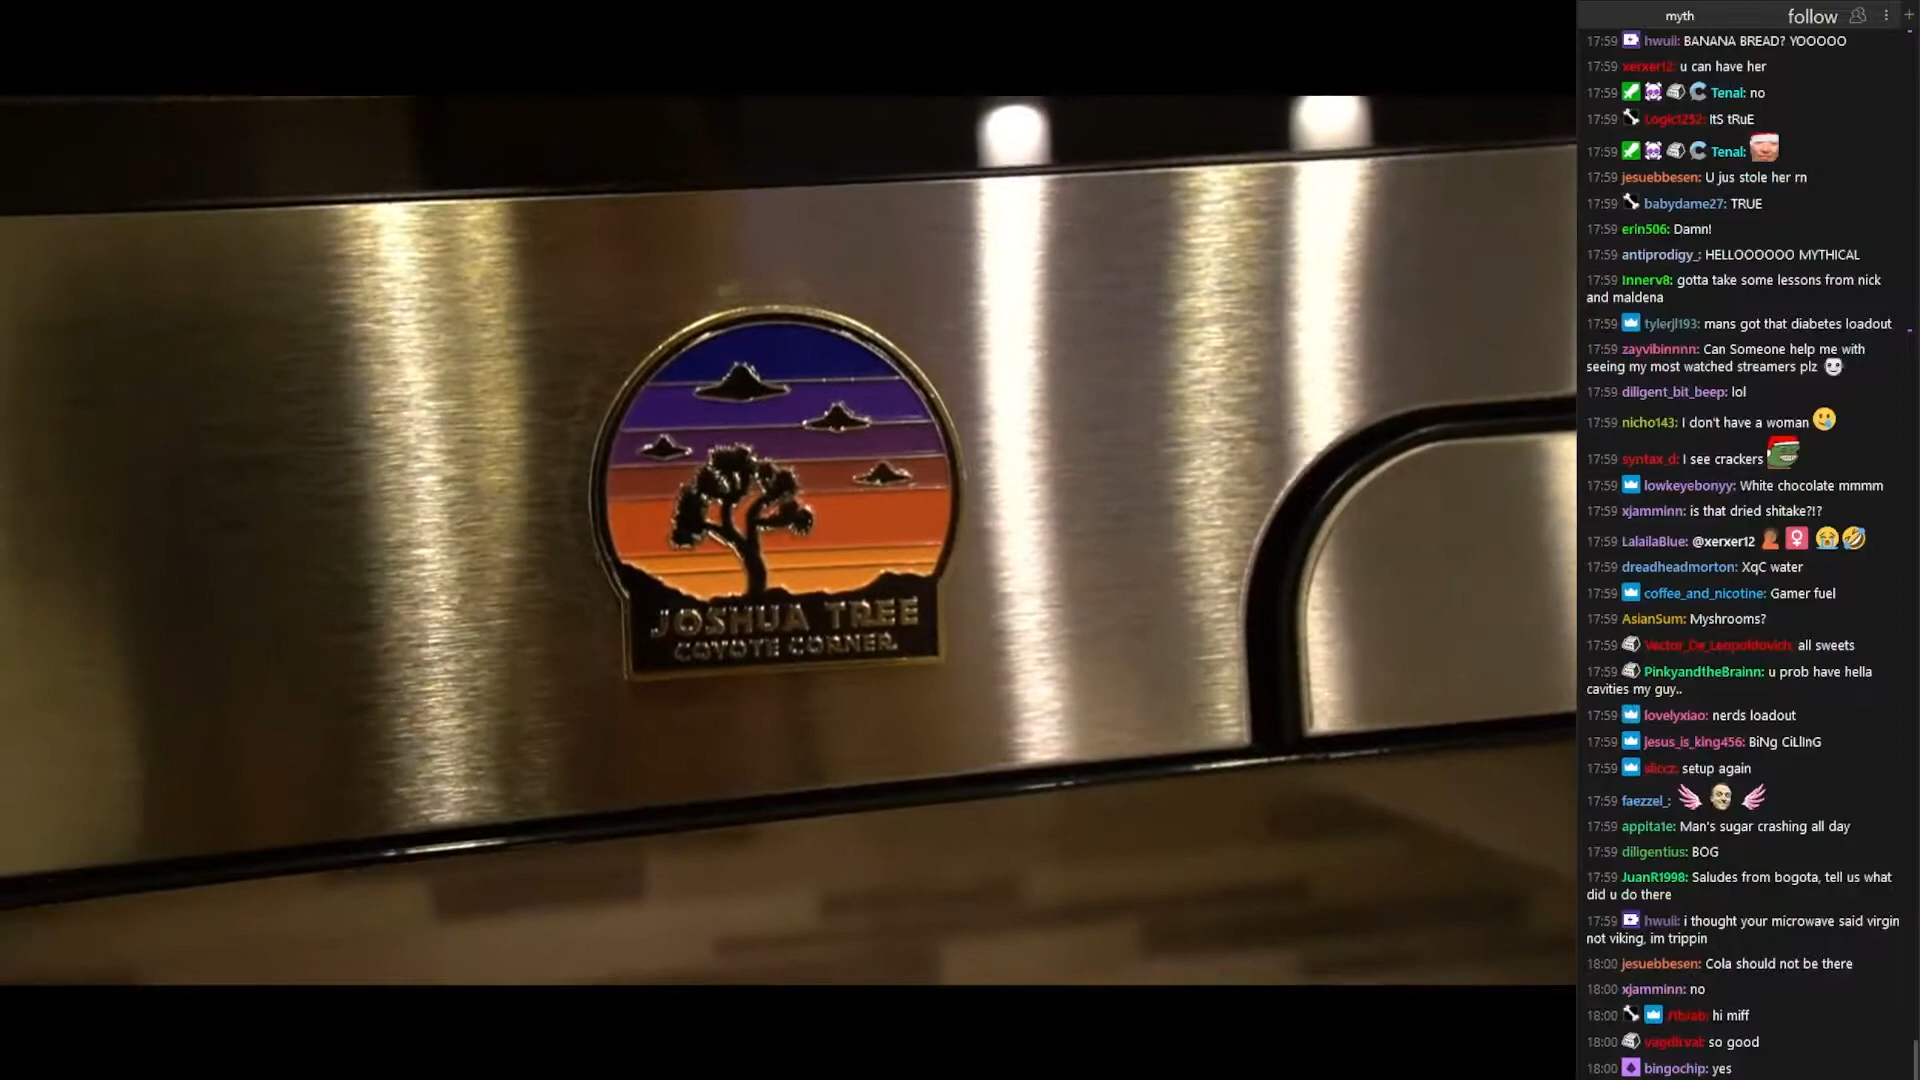 JOSHUA TREE
COYOTE CORNER
myth
follow
17:59 hwuii: BANANA BREAD? YOOOOO
17:59 xerxer12: u can have her
17:59 Tenal: no
17:59 Logic1252: ItS tRuE
17:59 Tenal:
17:59 jesuebbesen: U jus stole her rn
17:59 babydame27: TRUE
17:59 erin506: Damn!
17:59 antiprodigy_: HELLOOOOOO MYTHICAL
17:59 Innerv8: gotta take some lessons from nick
and maldena
17:59 tylerjl193: mans got that diabetes loadout
17:59 zayvibinnnn: Can Someone help me with
seeing my most watched streamers plz
17:59 diligent_bit_beep: lol
17:59 nicho143: I don't have a woman
17:59 syntax_d: I see crackers
17:59 lowkeyebonyy: White chocolate mmmm
17:59 xjamminn: is that dried shitake?!?
17:59 LalailaBlue: @xerxer12
17:59 dreadheadmorton: XqC water
17:59 coffee_and_nicotine: Gamer fuel
17:59 AsianSum: Myshrooms?
17:59 Vector_De_Leopoldovich: all sweets
17:59 PinkyandtheBrainn: u prob have hella
cavities my guy..
17:59 lovelyxiao: nerds loadout
17:59 Jesus_is_king456: BiNg CiLlInG
17:59 sliccz: setup again
17:59 faezzel_:
17:59 appita1e: Man's sugar crashing all day
17:59 diligentius: BOG
17:59 JuanR1998: Saludes from bogota, tell us what
did u do there
17:59 hwuii: i thought your microwave said virgin
not viking, im trippin
18:00 jesuebbesen: Cola should not be there
18:00 xjamminn: no
18:00 hi miff
18:00 vagdirval: so good
18:00 bingochip: yes